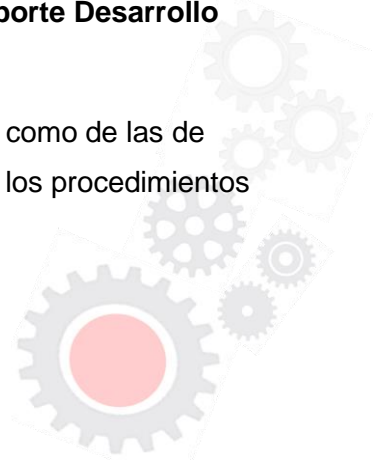 porte Desarrollo
como de las de
los procedimientos